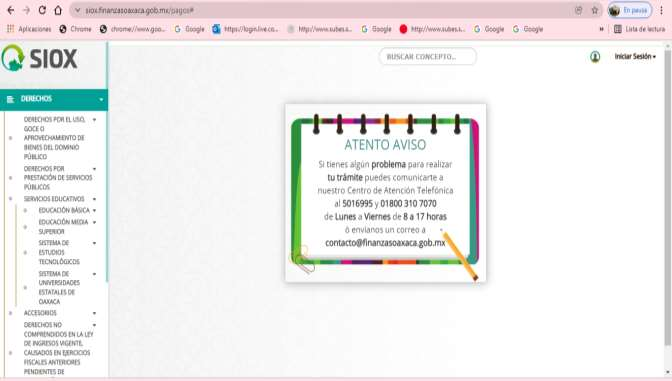 siox.finanzasoaxaca.gob.mx/pagos#
En pausa
Aplicaciones
Chrome
chrome://www.goo...
Google
Google
https://login.live.co...
http://www.subes.a...
Google
http://www.subes.s...
Google
Google
Lista de lectura
SIOX
BUSCAR CONCEPTO...
Iniciar Sesión
DERECHOS
DERECHOS POR EL USO,
GOCE O
APROVECHAMIENTO DE
BIENES DEL DOMINIO
PÚBLICO
DERECHOS POR
PRESTACIÓN DE SERVICIOS
PÚBLICOS
SERVICIOS EDUCATIVOS
EDUCACIÓN BÁSICA
EDUCACIÓN MEDIA
SUPERIOR
SISTEMA DE
ESTUDIOS
TECNOLÓGICOS
SISTEMA DE
UNIVERSIDADES
ESTATALES DE
OAXACA
ACCESORIOS
DERECHOS NO
COMPRENDIDOS EN LA LEY
DE INGRESOS VIGENTE,
CAUSADOS EN EJERCICIOS
FISCALES ANTERIORES
PENDIENTES DE
ATENTO AVISO
Si tienes algún problema para realizar
tu trámite puedes comunicarte a
nuestro Centro de Atención Telefónica
al 5016995 y 01800 310 7070
de Lunes a Viernes de 8 a 17 horas
ó envíanos un correo a
contacto@finanzasoaxaca.gob.mx